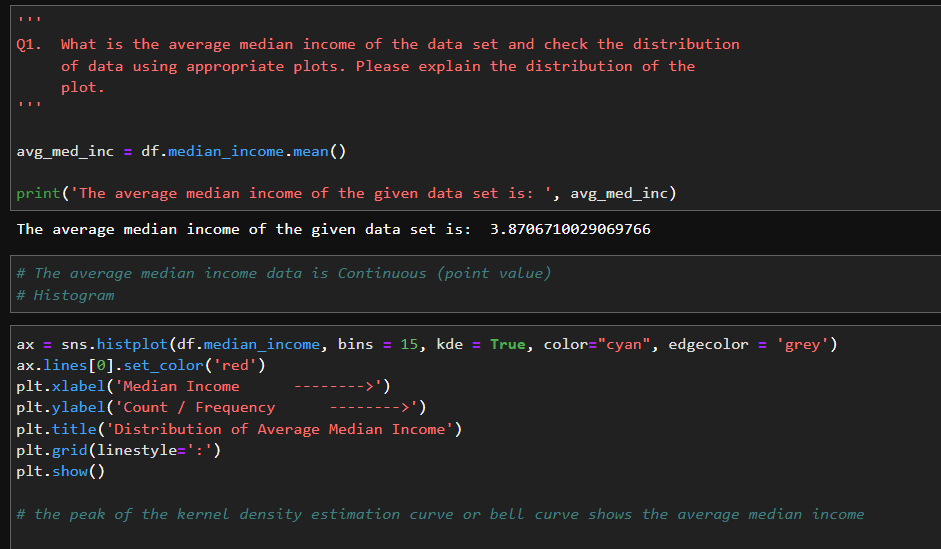 '''
Q1.  What is the average median income of the data set and check the distribution
     of data using appropriate plots. Please explain the distribution of the
     plot.
'''
avg_med_inc = df.median_income.mean()
print('The average median income of the given data set is: ', avg_med_inc)
The average median income of the given data set is:  3.8706710029069766
# The average median income data is Continuous (point value)
# Histogram
ax = sns.histplot(df.median_income, bins = 15, kde = True, color="cyan", edgecolor = 'grey')
ax.lines[0].set_color('red')
plt.xlabel('Median Income      -------->')
plt.ylabel('Count / Frequency      -------->')
plt.title('Distribution of Average Median Income')
plt.grid(linestyle=':')
plt.show()
# the peak of the kernel density estimation curve or bell curve shows the average median income